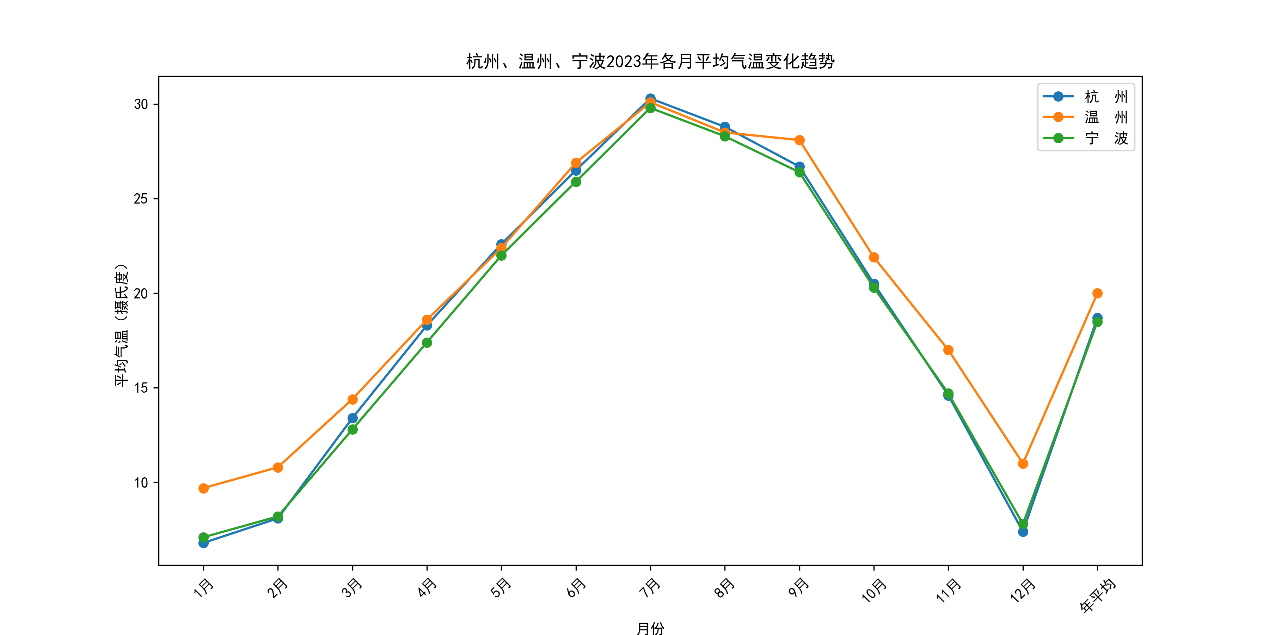 杭州、温州、宁波2023年各月平均气温变化趋势
杭　州
温　州
宁　波
平均气温（摄氏度）
30
25
20
15
10
1月
2月
3月
4月
5月
6月
7月
8月
9月
10月
11月
12月
年平均
月份